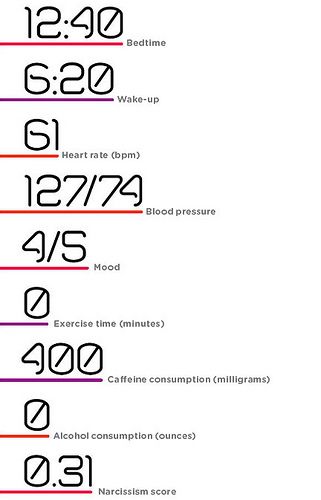 12:40
Bedtime
6:20
Wake-up
61
Heart rate (bpm)
127/74
Blood pressure
4/5
Mood
0
Exercise time (minutes)
400
Caffeine consumption (milligrams)
0
Alcohol consumption (ounces)
0.31
Narcissism score